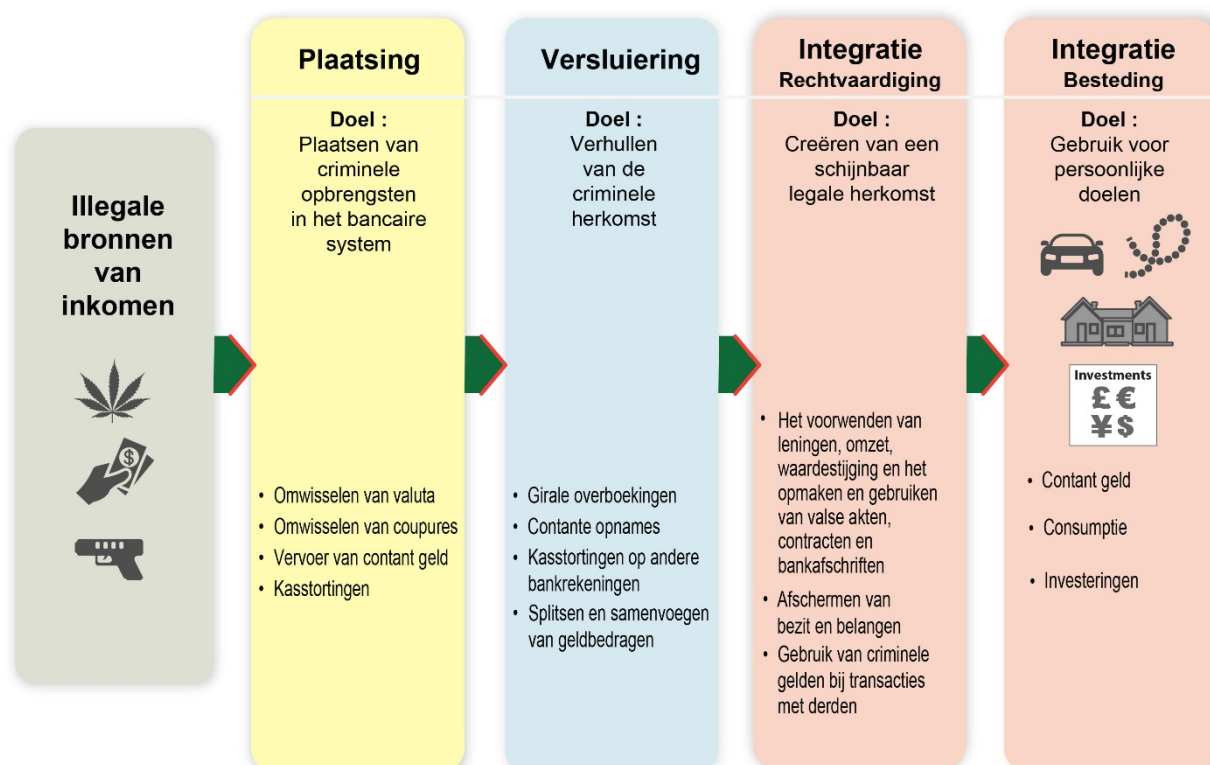 Illegale
bronnen
van
inkomen
Plaatsing
Doel :
Plaatsen van
criminele
opbrengsten
in het bancaire
system
• Omwisselen van valuta
• Omwisselen van coupures
• Vervoer van contant geld
• Kasstortingen
Versluiering
Doel :
Verhullen
van de
criminele
herkomst
• Girale overboekingen
• Contante opnames
• Kasstortingen op andere
bankrekeningen
• Splitsen en samenvoegen
van geldbedragen
Integratie
Rechtvaardiging
Doel :
Creëren van een
schijnbaar
legale herkomst
• Het voorwenden van
leningen, omzet,
waardestijging en het
opmaken en gebruiken
van valse akten,
contracten en
bankafschriften
• Afschermen van
bezit en belangen
• Gebruik van criminele
gelden bij transacties
met derden
Integratie
Besteding
Doel :
Gebruik voor
persoonlijke
doelen
Investments
£ €
¥ $
• Contant geld
• Consumptie
• Investeringen
$